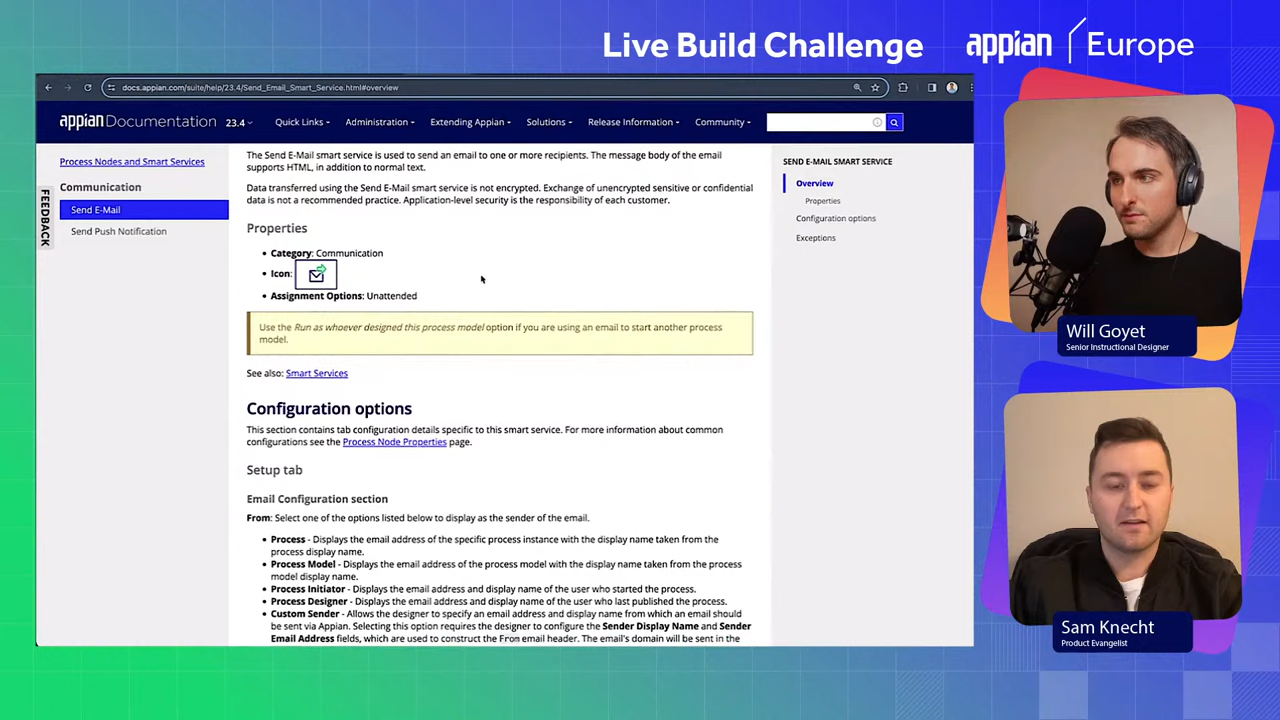 Live Build Challenge
appian Europe
docs.appian.com/suite/help/23.4/Send_Email_Smart_Service.html#overview
appian Documentation 23.4 Quick Links Administration Extending Appian Solutions Release Information Community
Process Nodes and Smart Services
Communication
Send E-Mail
Send Push Notification
FEEDBACK
The Send E-Mail smart service is used to send an email to one or more recipients. The message body of the email
supports HTML, in addition to normal text.
Data transferred using the Send E-Mail smart service is not encrypted. Exchange of unencrypted sensitive or confidential
data is not a recommended practice. Application-level security is the responsibility of each customer.
Properties
• Category: Communication
• Icon:
• Assignment Options: Unattended
Use the Run as whoever designed this process model option if you are using an email to start another process
model.
See also: Smart Services
Configuration options
This section contains tab configuration details specific to this smart service. For more information about common
configurations see the Process Node Properties page.
Setup tab
Email Configuration section
From: Select one of the options listed below to display as the sender of the email.
• Process - Displays the email address of the specific process instance with the display name taken from the
process display name.
• Process Model - Displays the email address of the process model with the display name taken from the process
model display name.
• Process Initiator - Displays the email address and display name of the user who started the process.
• Process Designer - Displays the email address and display name of the user who last published the process.
• Custom Sender - Allows the designer to specify an email address and display name from which an email should
be sent via Appian. Selecting this option requires the designer to configure the Sender Display Name and Sender
Email Address fields, which are used to construct the From email header. The email's domain will be sent in the
SEND E-MAIL SMART SERVICE
Overview
Properties
Configuration options
Exceptions
Will Goyet
Senior Instructional Designer
Sam Knecht
Product Evangelist